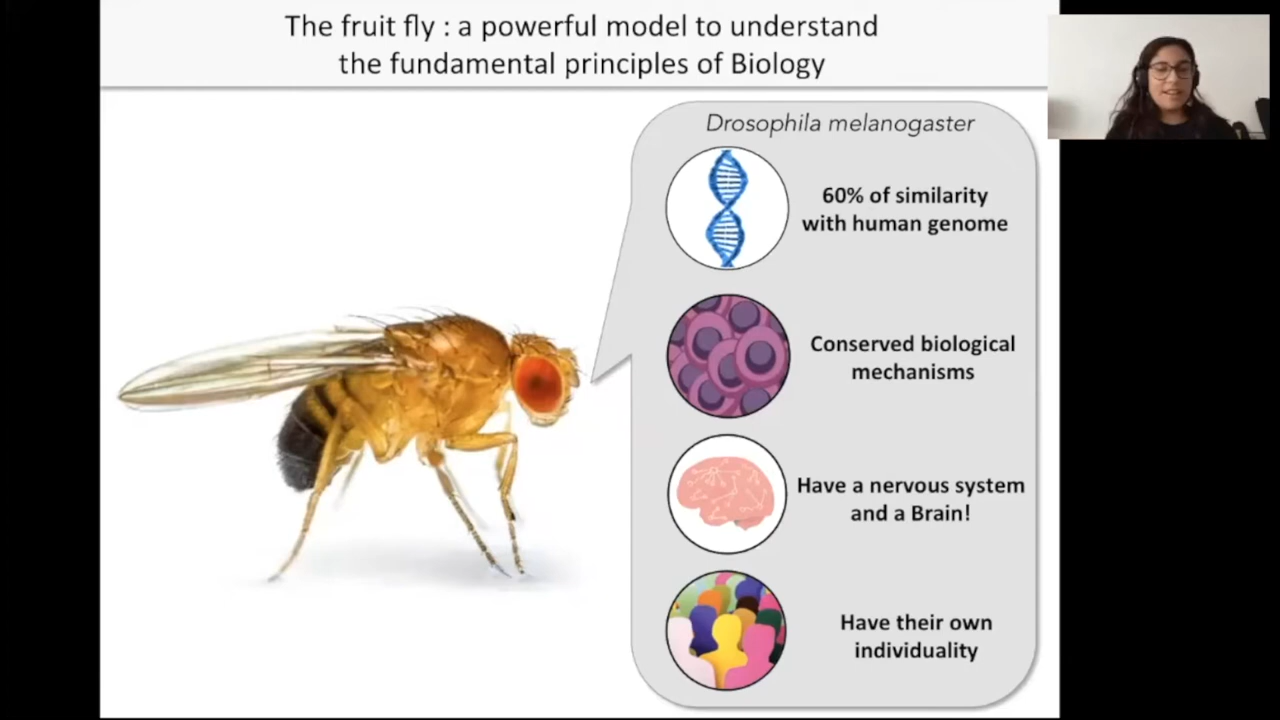 The fruit fly : a powerful model to understand
the fundamental principles of Biology
Drosophila melanogaster
60% of similarity
with human genome
Conserved biological
mechanisms
Have a nervous system
and a Brain!
Have their own
individuality